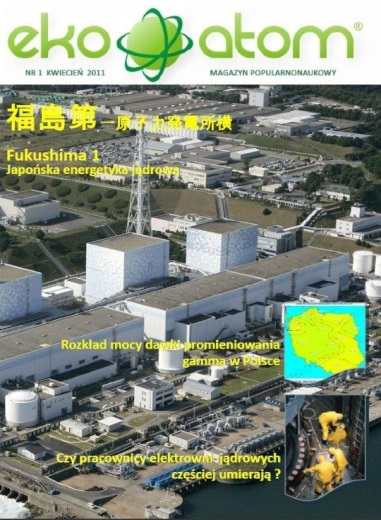 eko atom®
NR 1 KWIECIEŃ 2011 MAGAZYN POPULARNONAUKOWY
福島第一原子力発電所横
Fukushima 1
Japońska energetyka jądrowa
Rozkład mocy dawki promieniowania
gamma w Polsce
Czy pracownicy elektrowni jądrowych
częściej umierają ?